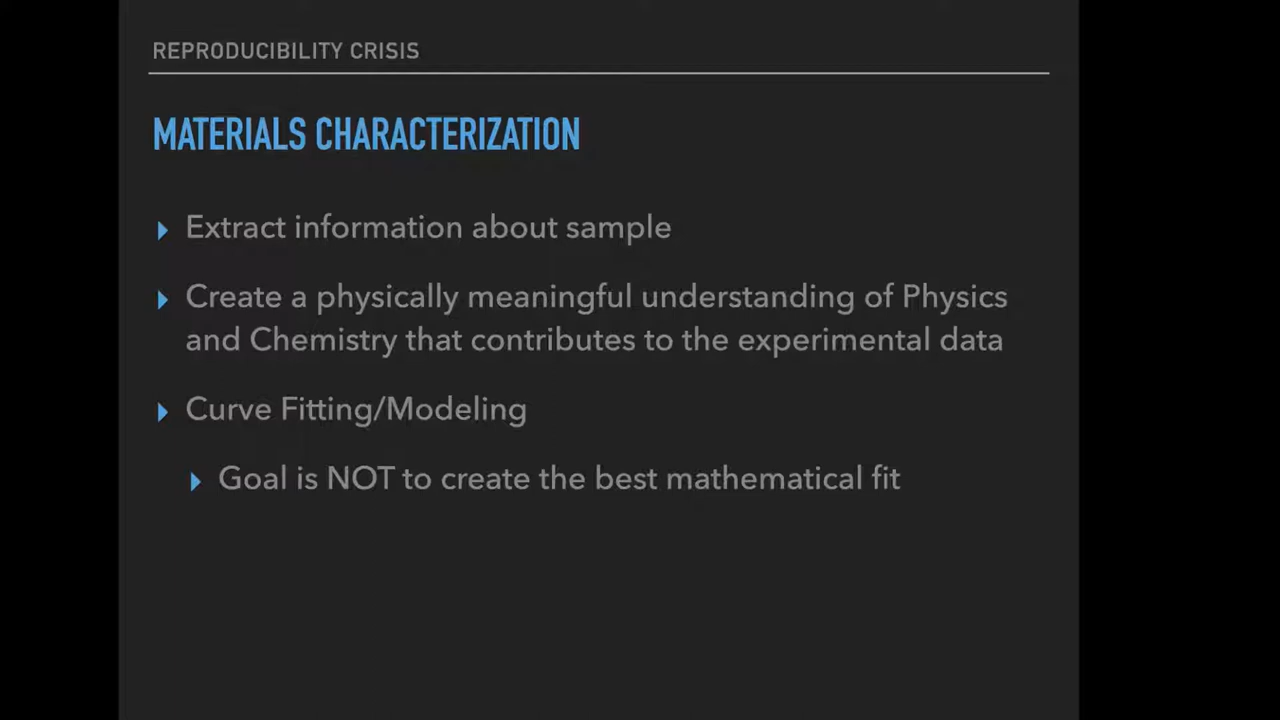 REPRODUCIBILITY CRISIS
MATERIALS CHARACTERIZATION
Extract information about sample
Create a physically meaningful understanding of Physics
and Chemistry that contributes to the experimental data
Curve Fitting/Modeling
Goal is NOT to create the best mathematical fit